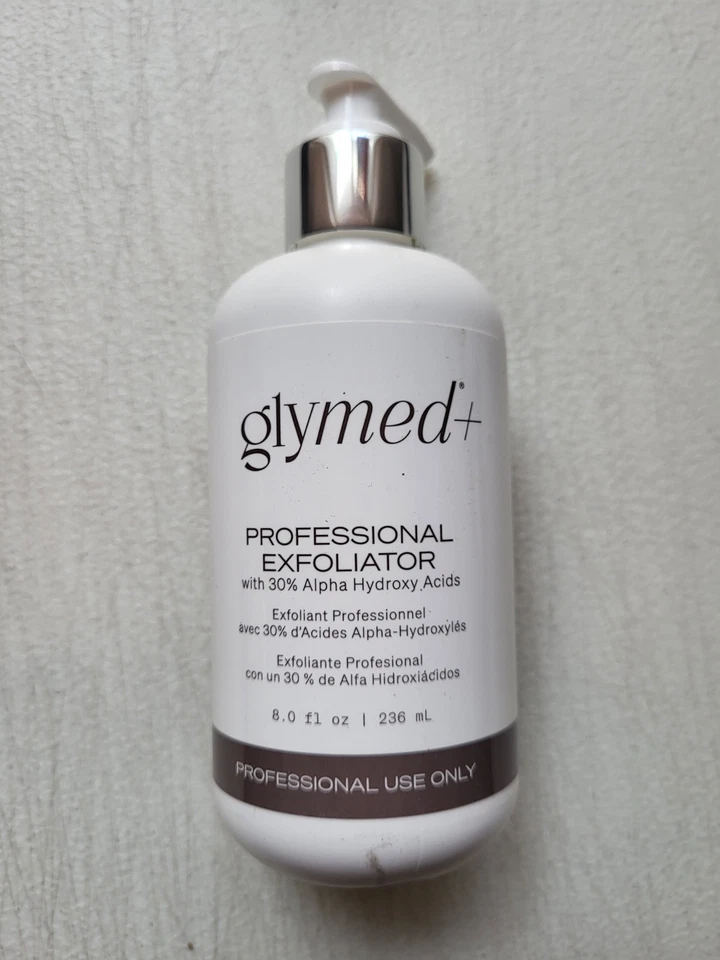 glymed+®
PROFESSIONAL
EXFOLIATOR
with 30% Alpha Hydroxy Acids
Exfoliant Professionnel
avec 30% d'Acides Alpha-Hydroxylés
Exfoliante Profesional
con un 30 % de Alfa Hidroxiácidos
8.0 fl oz | 236 mL
PROFESSIONAL USE ONLY